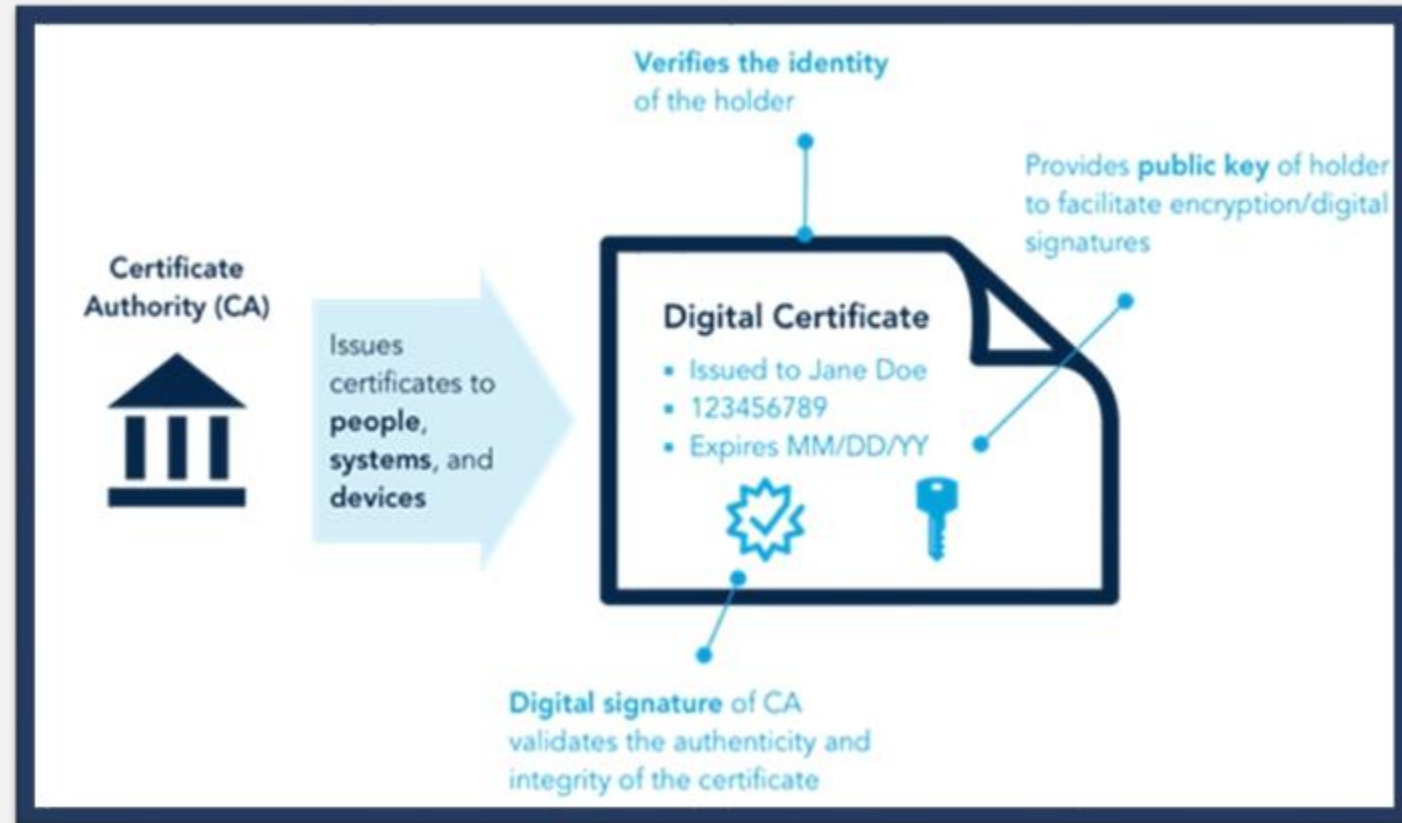 Verifies the identity
of the holder
Provides public key of holder
to facilitate encryption/digital
signatures
Certificate
Authority (CA)
Issues
certificates to
people,
systems, and
devices
Digital Certificate
▪ Issued to Jane Doe
▪ 123456789
▪ Expires MM/DD/YY
Digital signature of CA
validates the authenticity and
integrity of the certificate